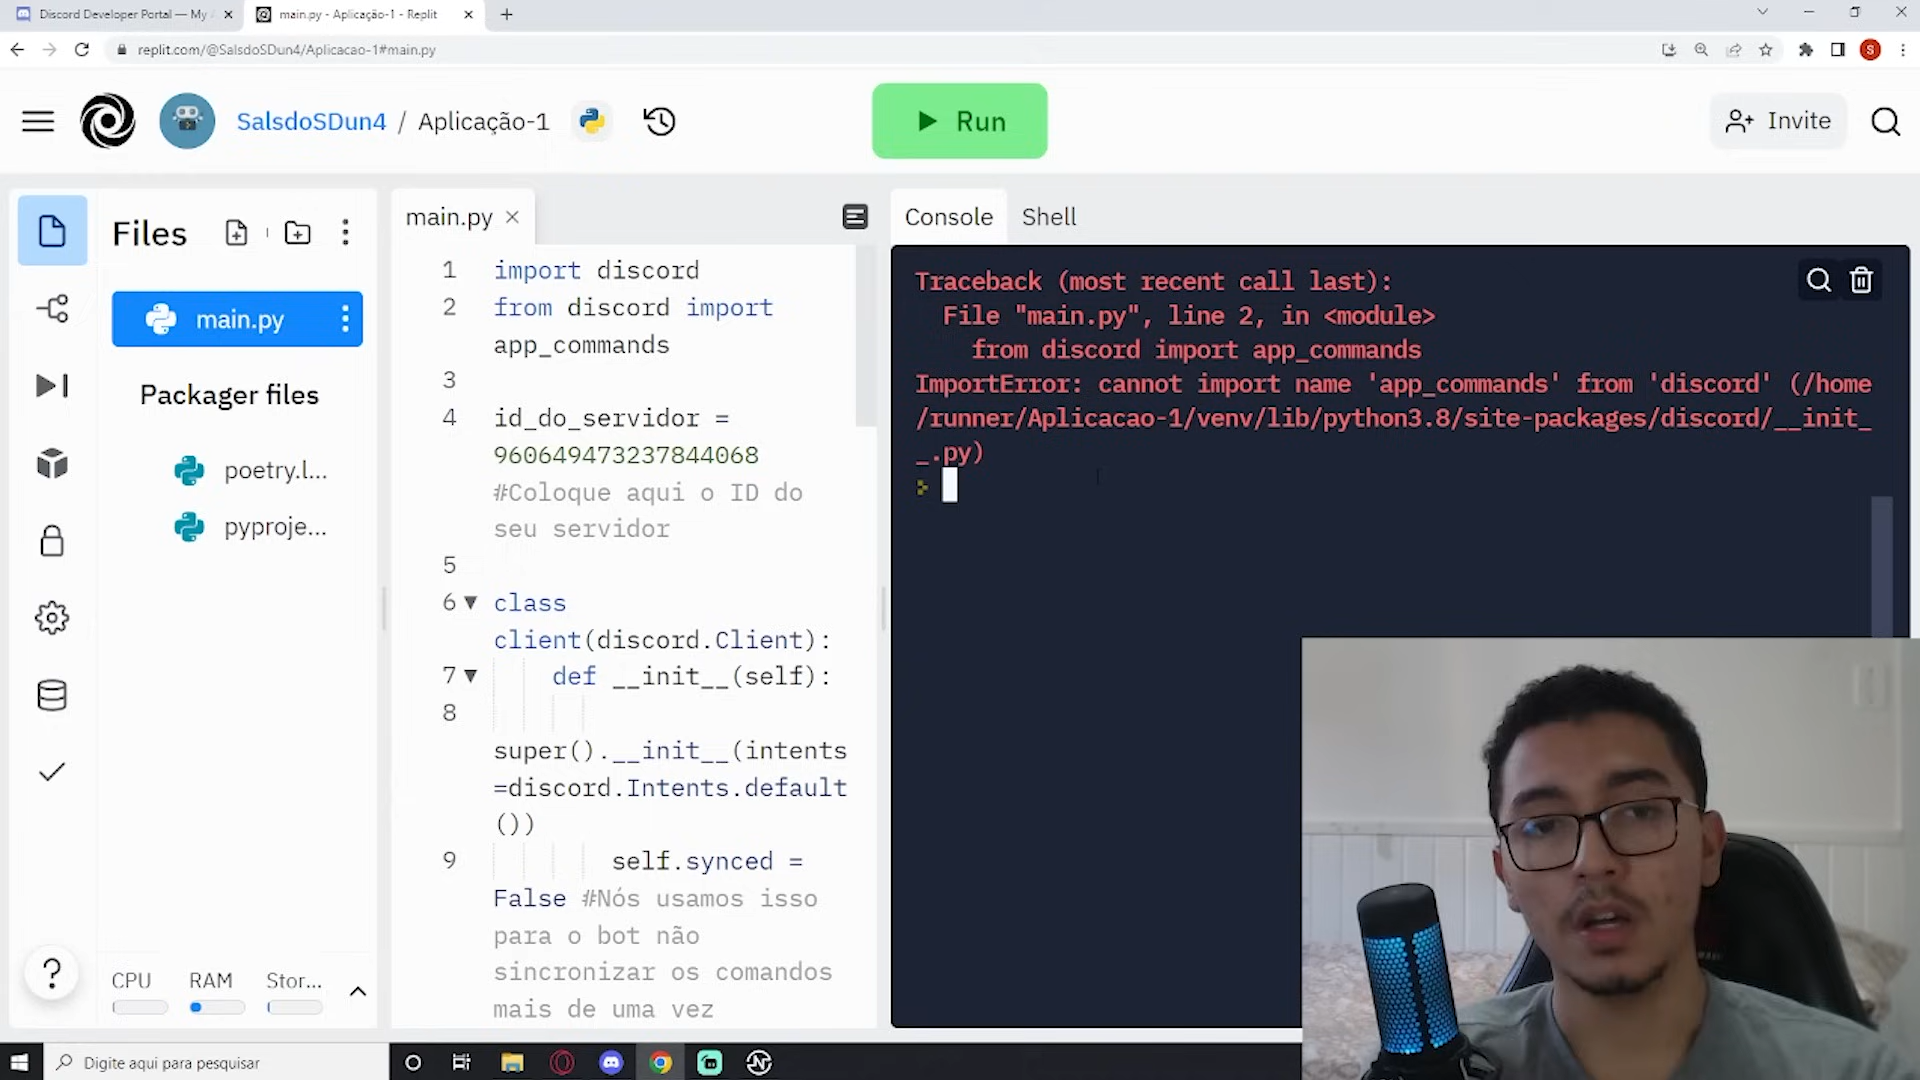 Discord Developer Portal — My A
main.py - Aplicação-1 - Replit
replit.com/@SalsdoSDun4/Aplicacao-1#main.py
S
SalsdoSDun4 / Aplicação-1
Run
Invite
Files
main.py
Packager files
poetry.l...
pyproje...
CPU
RAM
Stor...
main.py
1 import discord
2 from discord import
app_commands
3
4 id_do_servidor =
960649473237844068
#Coloque aqui o ID do
seu servidor
5
6 class
client(discord.Client):
7 def __init__(self):
8
super().__init__(intents
=discord.Intents.default
())
9 self.synced =
False #Nós usamos isso
para o bot não
sincronizar os comandos
mais de uma vez
Console
Shell
Traceback (most recent call last):
File "main.py", line 2, in <module>
from discord import app_commands
ImportError: cannot import name 'app_commands' from 'discord' (/home
/runner/Aplicacao-1/venv/lib/python3.8/site-packages/discord/__init_
_.py)
Digite aqui para pesquisar